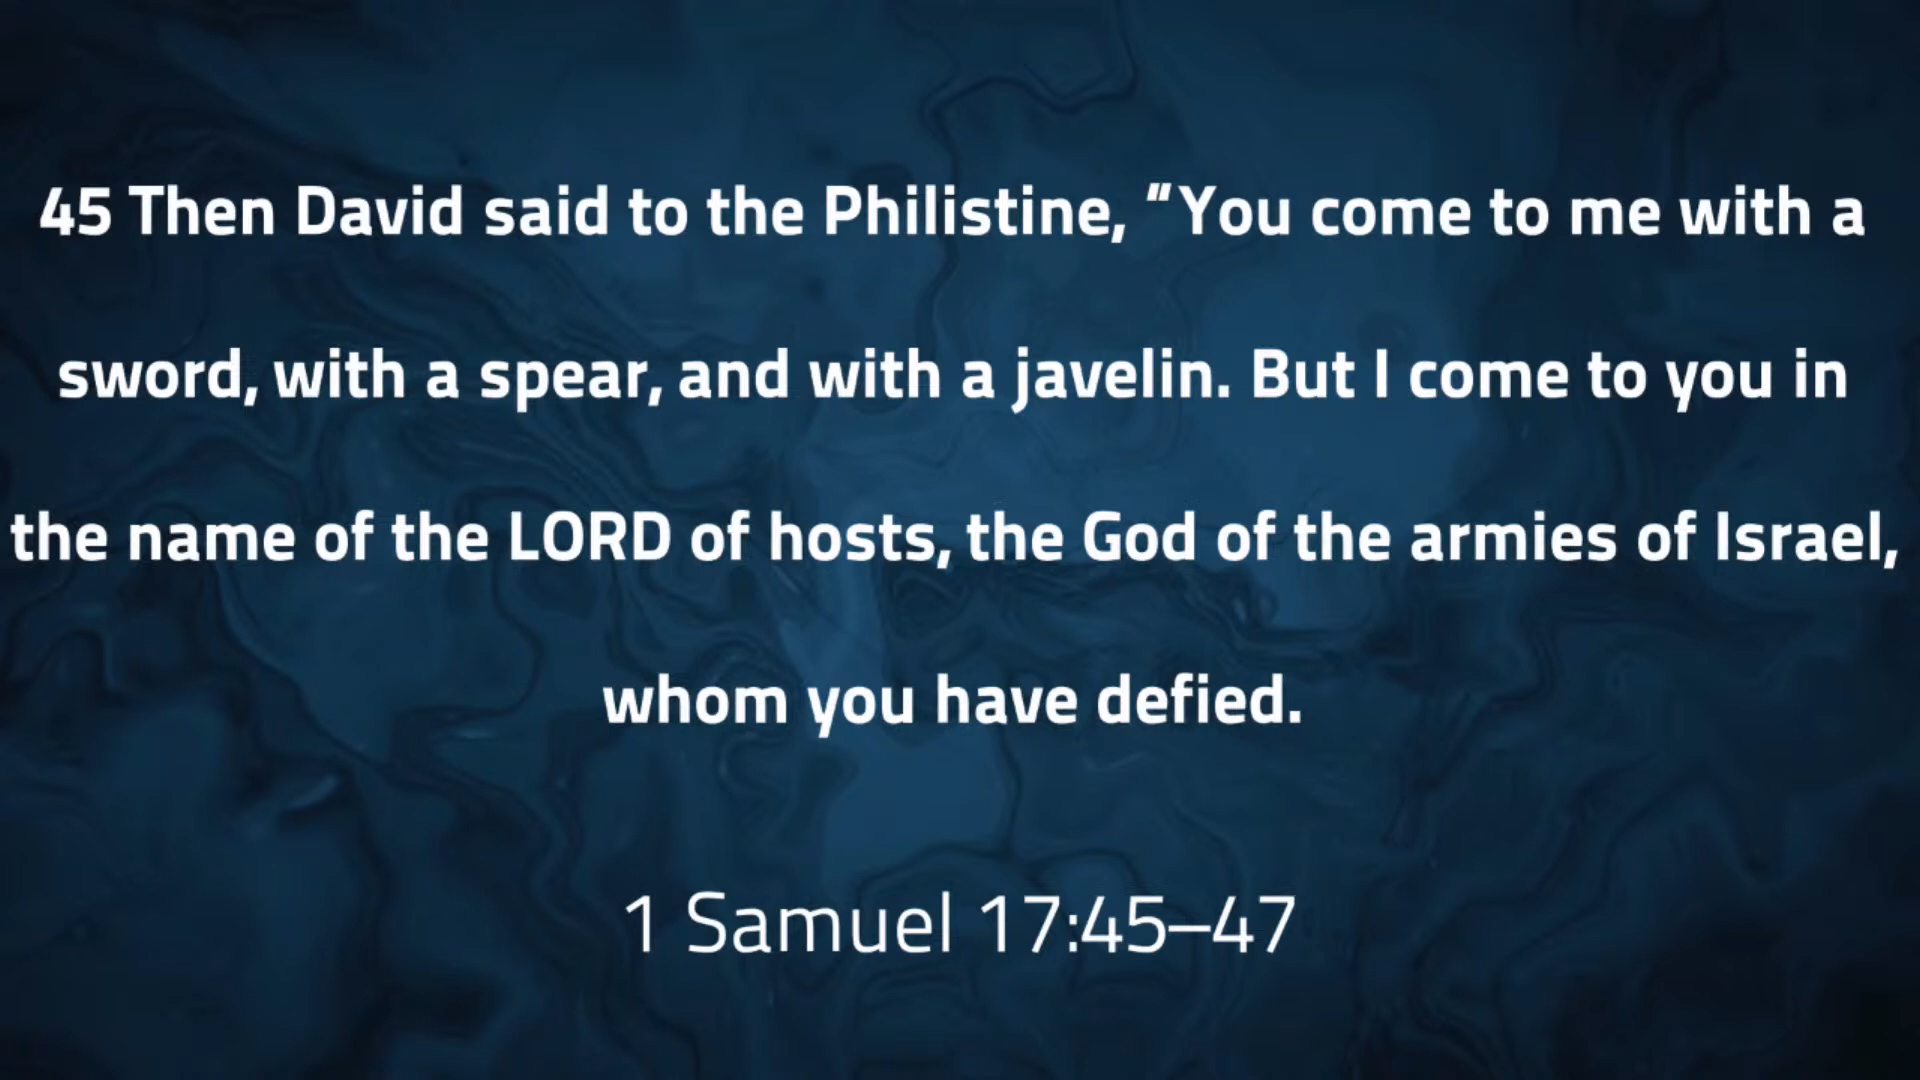 45 Then David said to the Philistine, “You come to me with a
sword, with a spear, and with a javelin. But I come to you in
the name of the LORD of hosts, the God of the armies of Israel,
whom you have defied.
1 Samuel 17:45–47